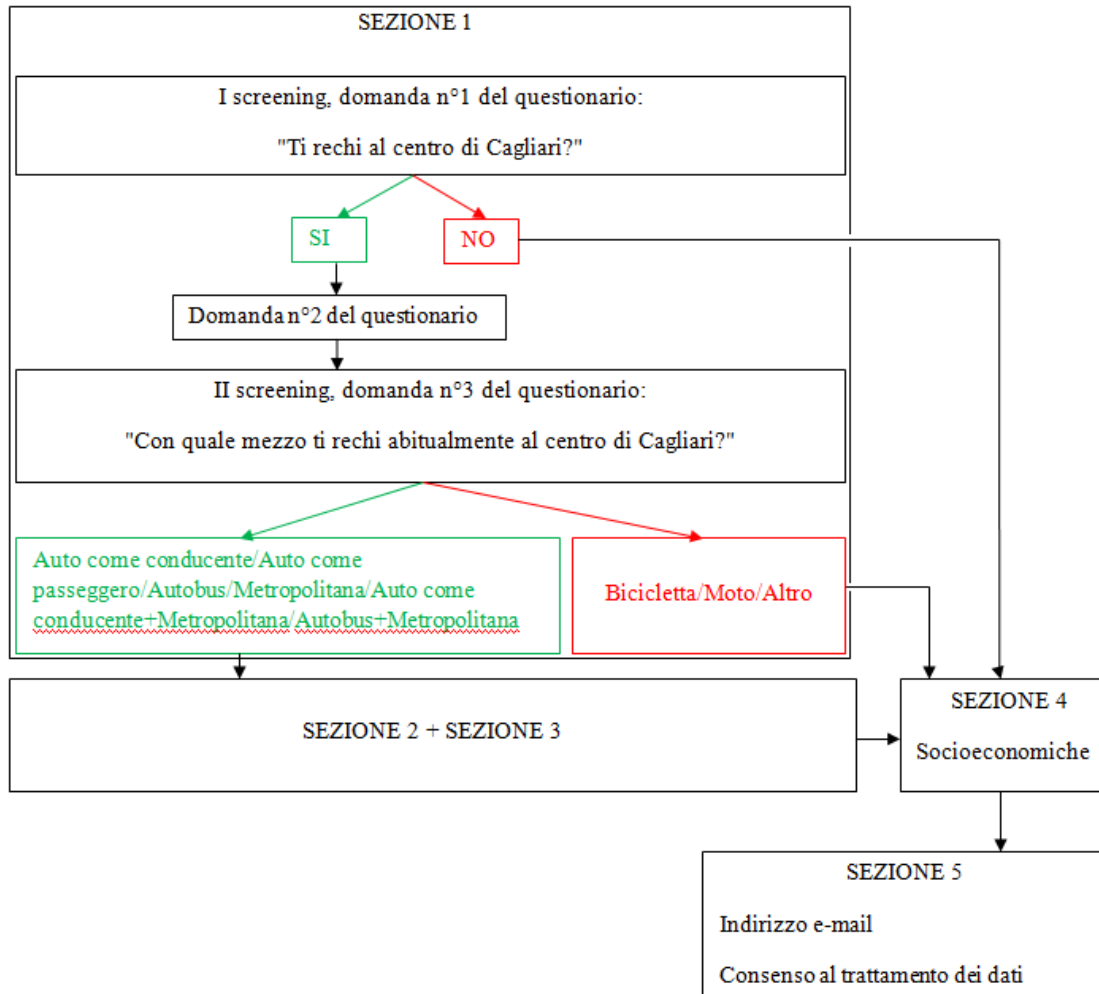 SEZIONE 1
I screening, domanda n°1 del questionario:
"Ti rechi al centro di Cagliari?"
SI
NO
Domanda n°2 del questionario
II screening, domanda n°3 del questionario:
"Con quale mezzo ti rechi abitualmente al centro di Cagliari?"
Auto come conducente/Auto come
passeggero/Autobus/Metropolitana/Auto come
conducente+Metropolitana/Autobus+Metropolitana
Bicicletta/Moto/Altro
SEZIONE 2 + SEZIONE 3
SEZIONE 4
Socioeconomiche
SEZIONE 5
Indirizzo e-mail
Consenso al trattamento dei dati